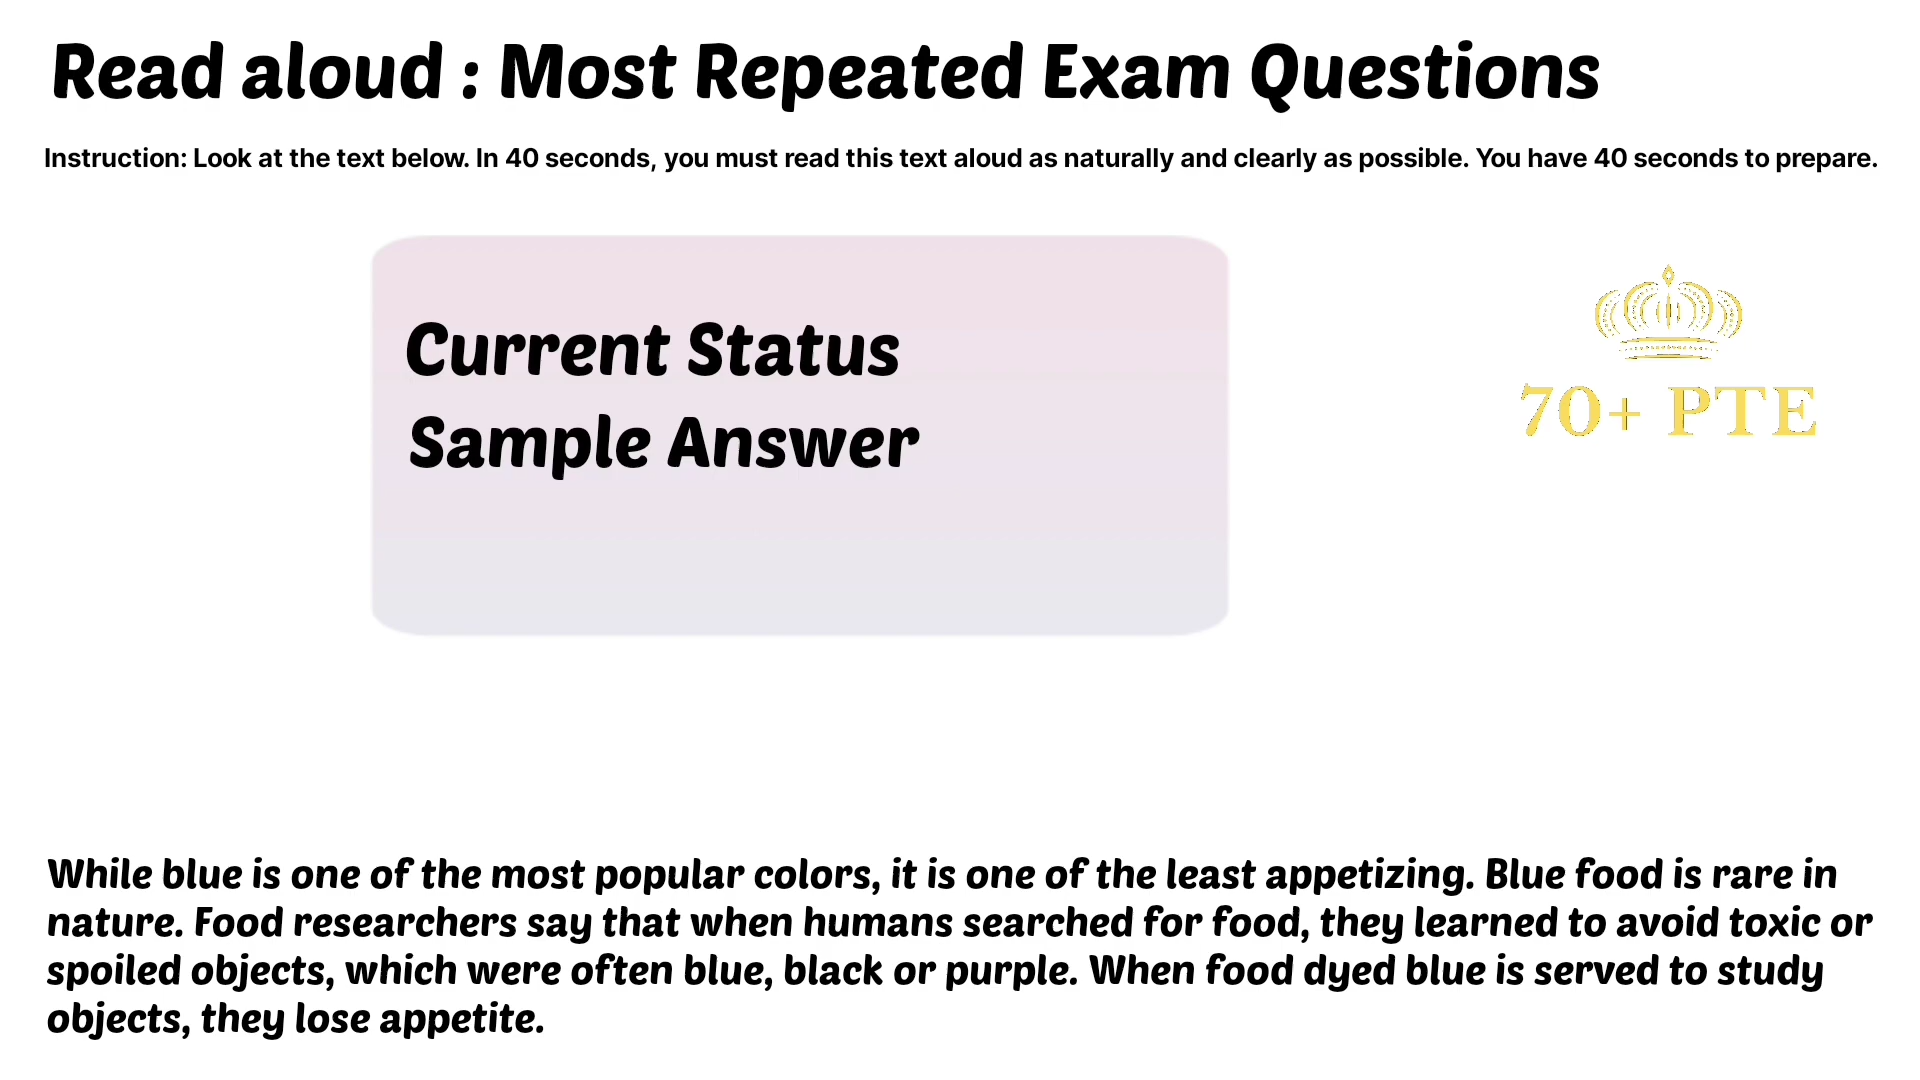 Read aloud : Most Repeated Exam Questions
Instruction: Look at the text below. In 40 seconds, you must read this text aloud as naturally and clearly as possible. You have 40 seconds to prepare.
Current Status
Sample Answer
70+ PTE
While blue is one of the most popular colors, it is one of the least appetizing. Blue food is rare in
nature. Food researchers say that when humans searched for food, they learned to avoid toxic or
spoiled objects, which were often blue, black or purple. When food dyed blue is served to study
objects, they lose appetite.